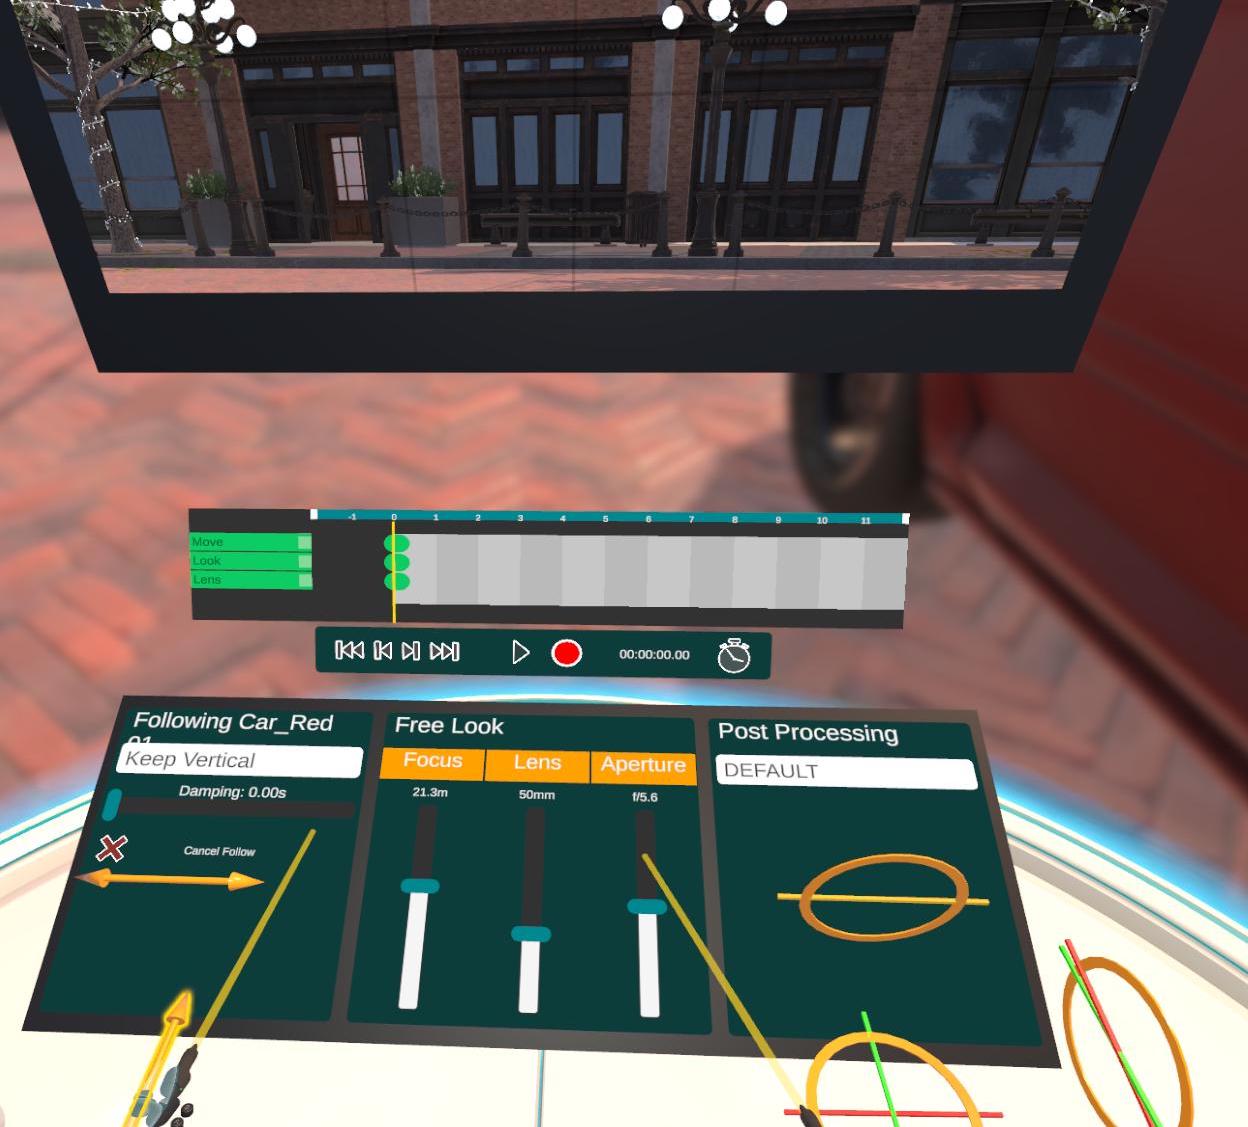 -1 0 1 2 3 4 5 6 7 8 9 10 11
Move
Look
Lens
00:00:00.00
Following Car_Red
01
Keep Vertical
Damping: 0.00s
Cancel Follow
Free Look
Focus Lens Aperture
21.3m 50mm f/5.6
Post Processing
DEFAULT